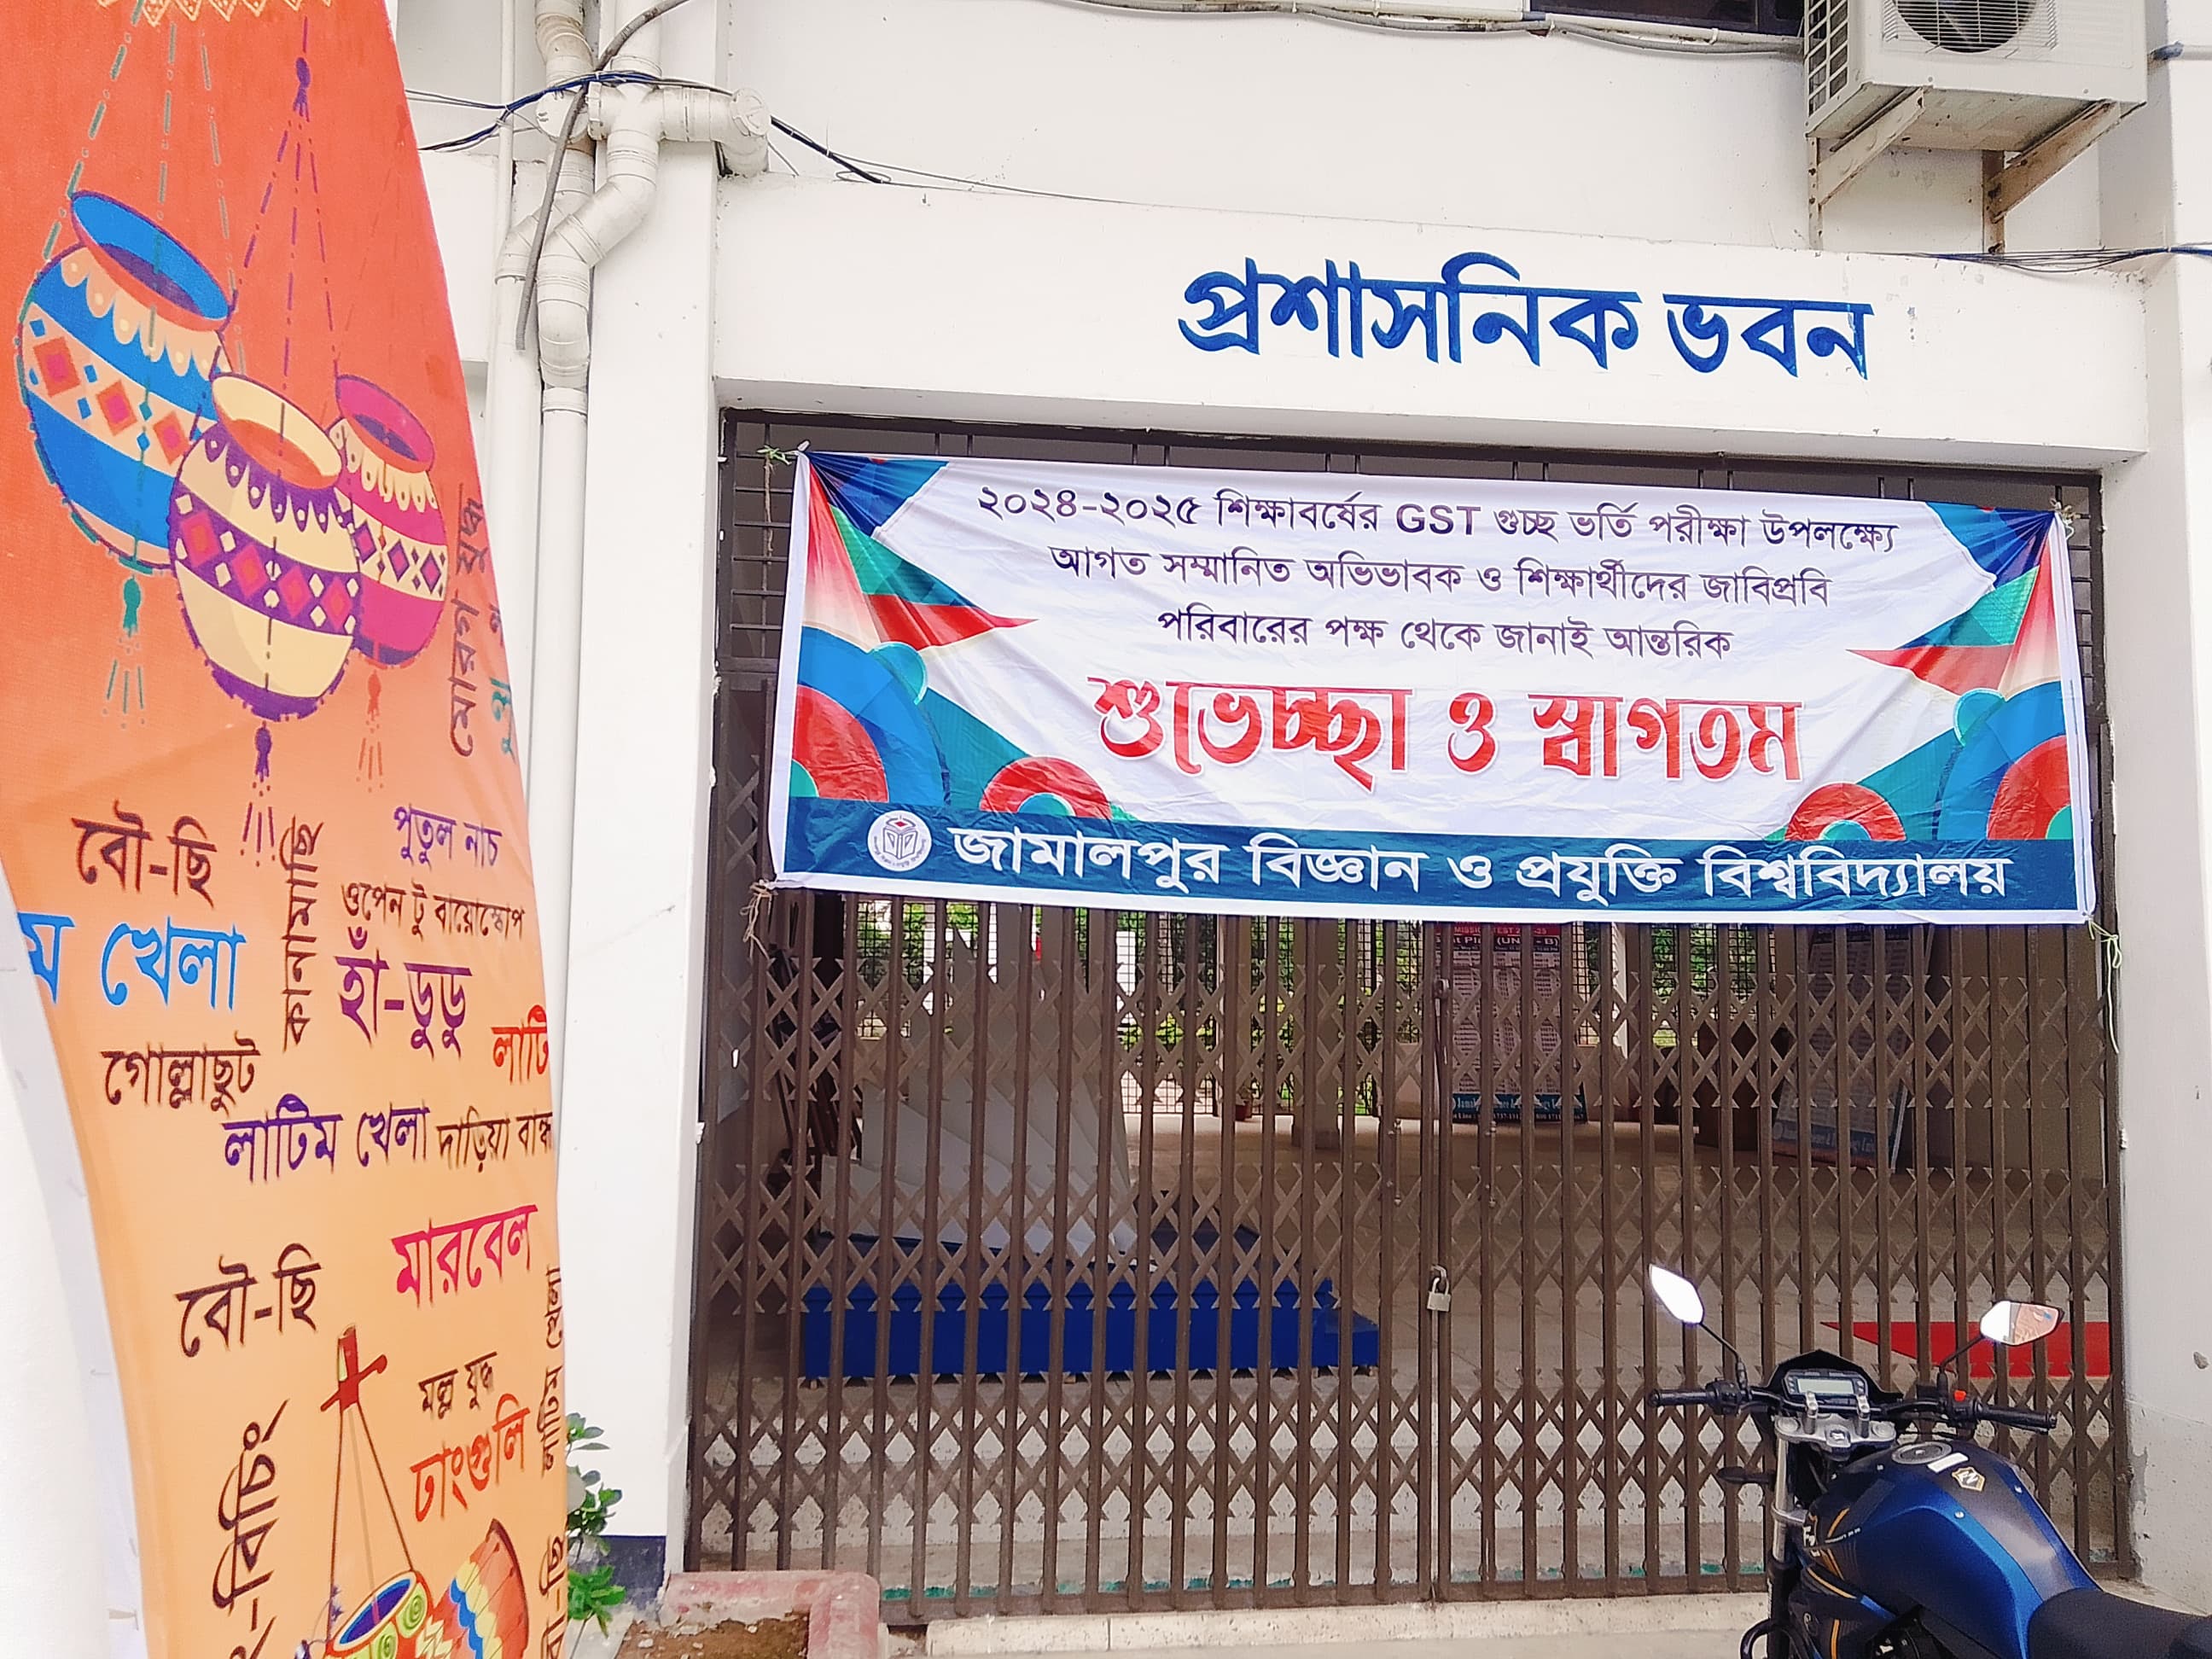 প্রশাসনিক ভবন
২০২৪-২০২৫ শিক্ষাবর্ষের GST গুচ্ছ ভর্তি পরীক্ষা উপলক্ষ্যে
আগত সম্মানিত অভিভাবক ও শিক্ষার্থীদের জাবিপ্রবি
পরিবারের পক্ষ থেকে জানাই আন্তরিক
শুভেচ্ছা ও স্বাগতম
জামালপুর বিজ্ঞান ও প্রযুক্তি বিশ্ববিদ্যালয়
মোরগ যুদ্ধ
বৌ-ছি
কানামাছি
পুতুল নাচ
ওপেন টু বায়োস্কোপ
ম খেলা
হাঁ-ডুডু
গোল্লাছুট
লাটি
লাটিম খেলা
দাড়িয়া বান্ধ
বৌ-ছি
মারবেল
মল্ল যুদ্ধ
ঢাংগুলি
লাটিম খেলা
-বিচিং
-ছি